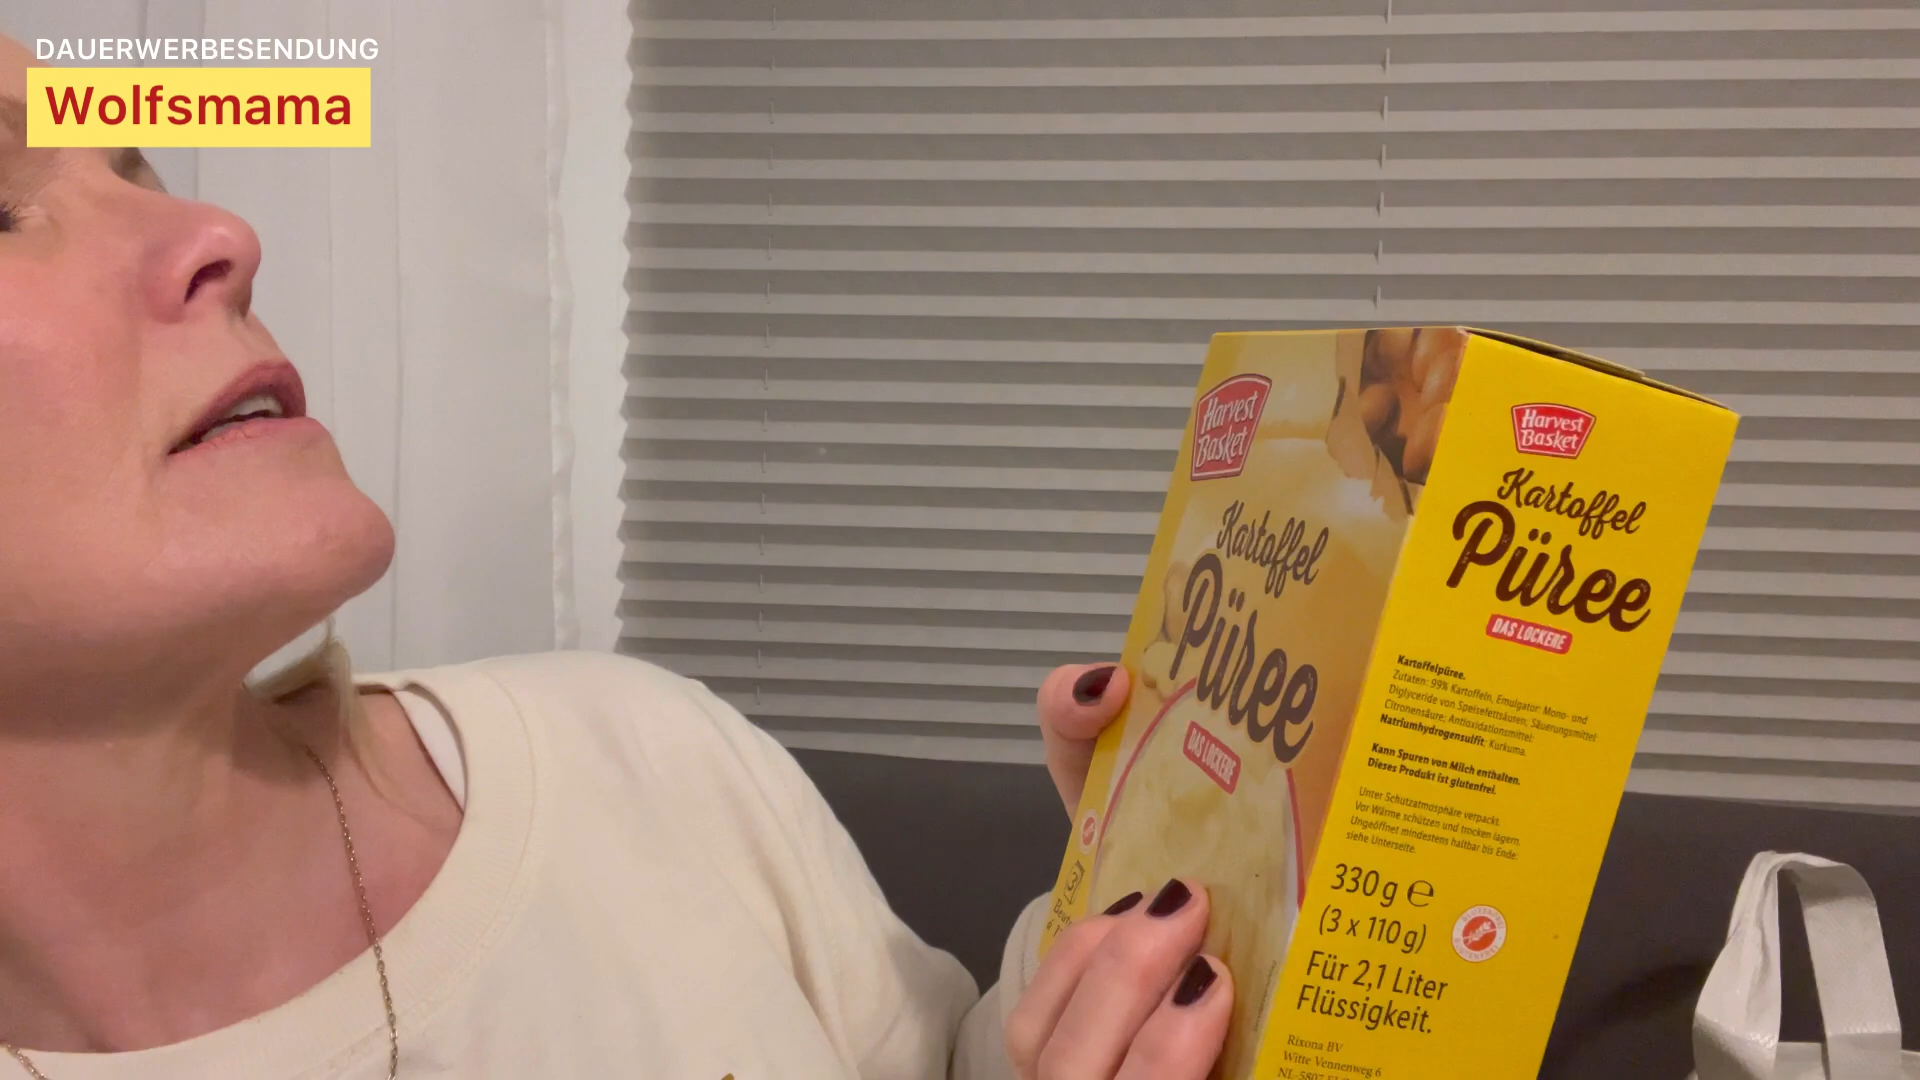 DAUERWERBESENDUNG
Wolfsmama
Harvest
Basket
Kartoffel
Püree
DAS LOCKERE
Harvest
Basket
Kartoffel
Püree
DAS LOCKERE
Kartoffelpüree.
Zutaten: 99% Kartoffeln, Emulgator: Mono- und
Diglyceride von Speisefettsäuren; Säuerungsmittel:
Citronensäure; Antioxidationsmittel:
Natriumhydrogensulfit; Kurkuma.
Kann Spuren von Milch enthalten.
Dieses Produkt ist glutenfrei.
Unter Schutzatmosphäre verpackt.
Vor Wärme schützen und trocken lagern.
Ungeöffnet mindestens haltbar bis Ende:
siehe Unterseite.
330 g e
(3 x 110 g)
Für 2,1 Liter
Flüssigkeit.
Rixona BV
Witte Vennenweg 6